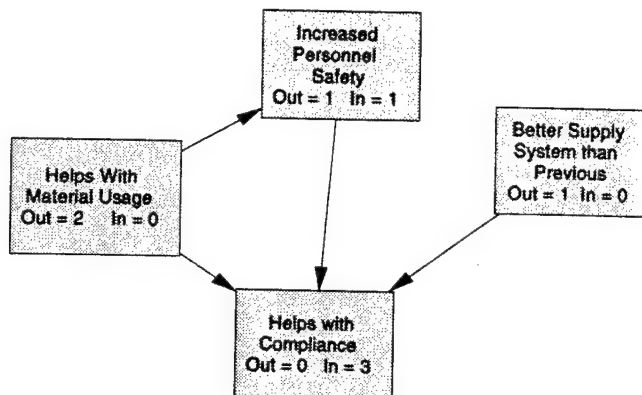 Increased
Personnel
Safety
Out = 1 In = 1
Better Supply
System than
Previous
Out = 1 In = 0
Helps With
Material Usage
Out = 2 In = 0
Helps with
Compliance
Out = 0 In = 3